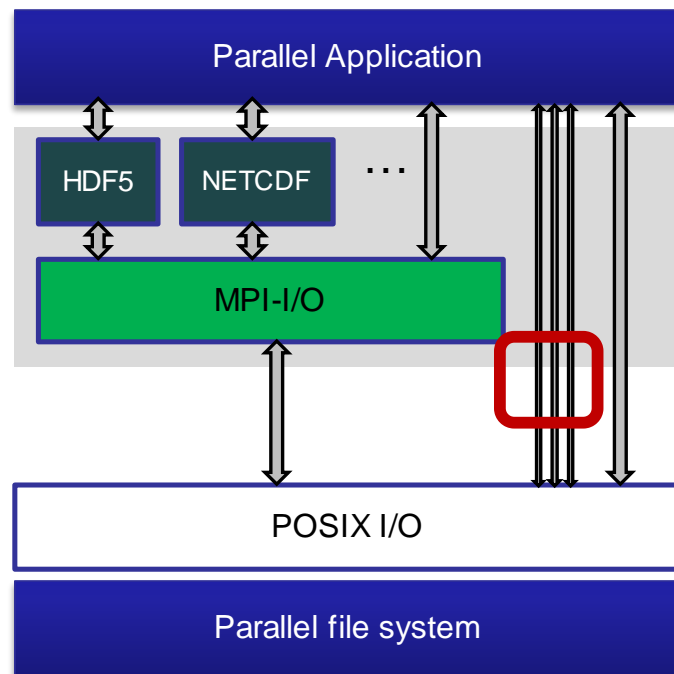 Parallel Application
HDF5
NETCDF
...
MPI-I/O
POSIX I/O
Parallel file system